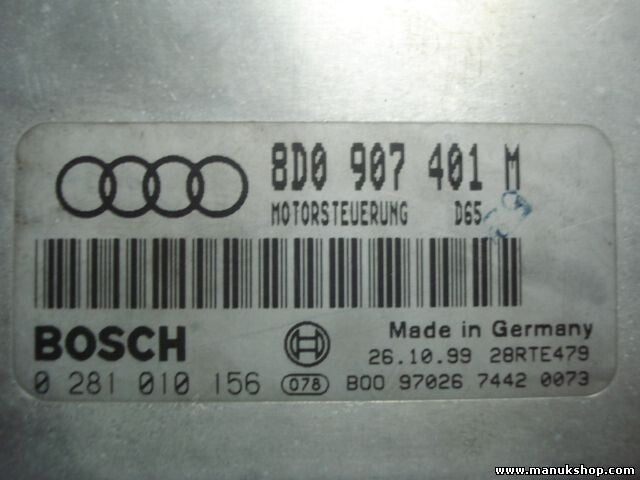 8D0 907 401 M
MOTORSTEUERUNG D65
BOSCH
Made in Germany
26.10.99 28RTE479
0 281 010 156 078 B00 97026 7442 0073
www.manukshop.com